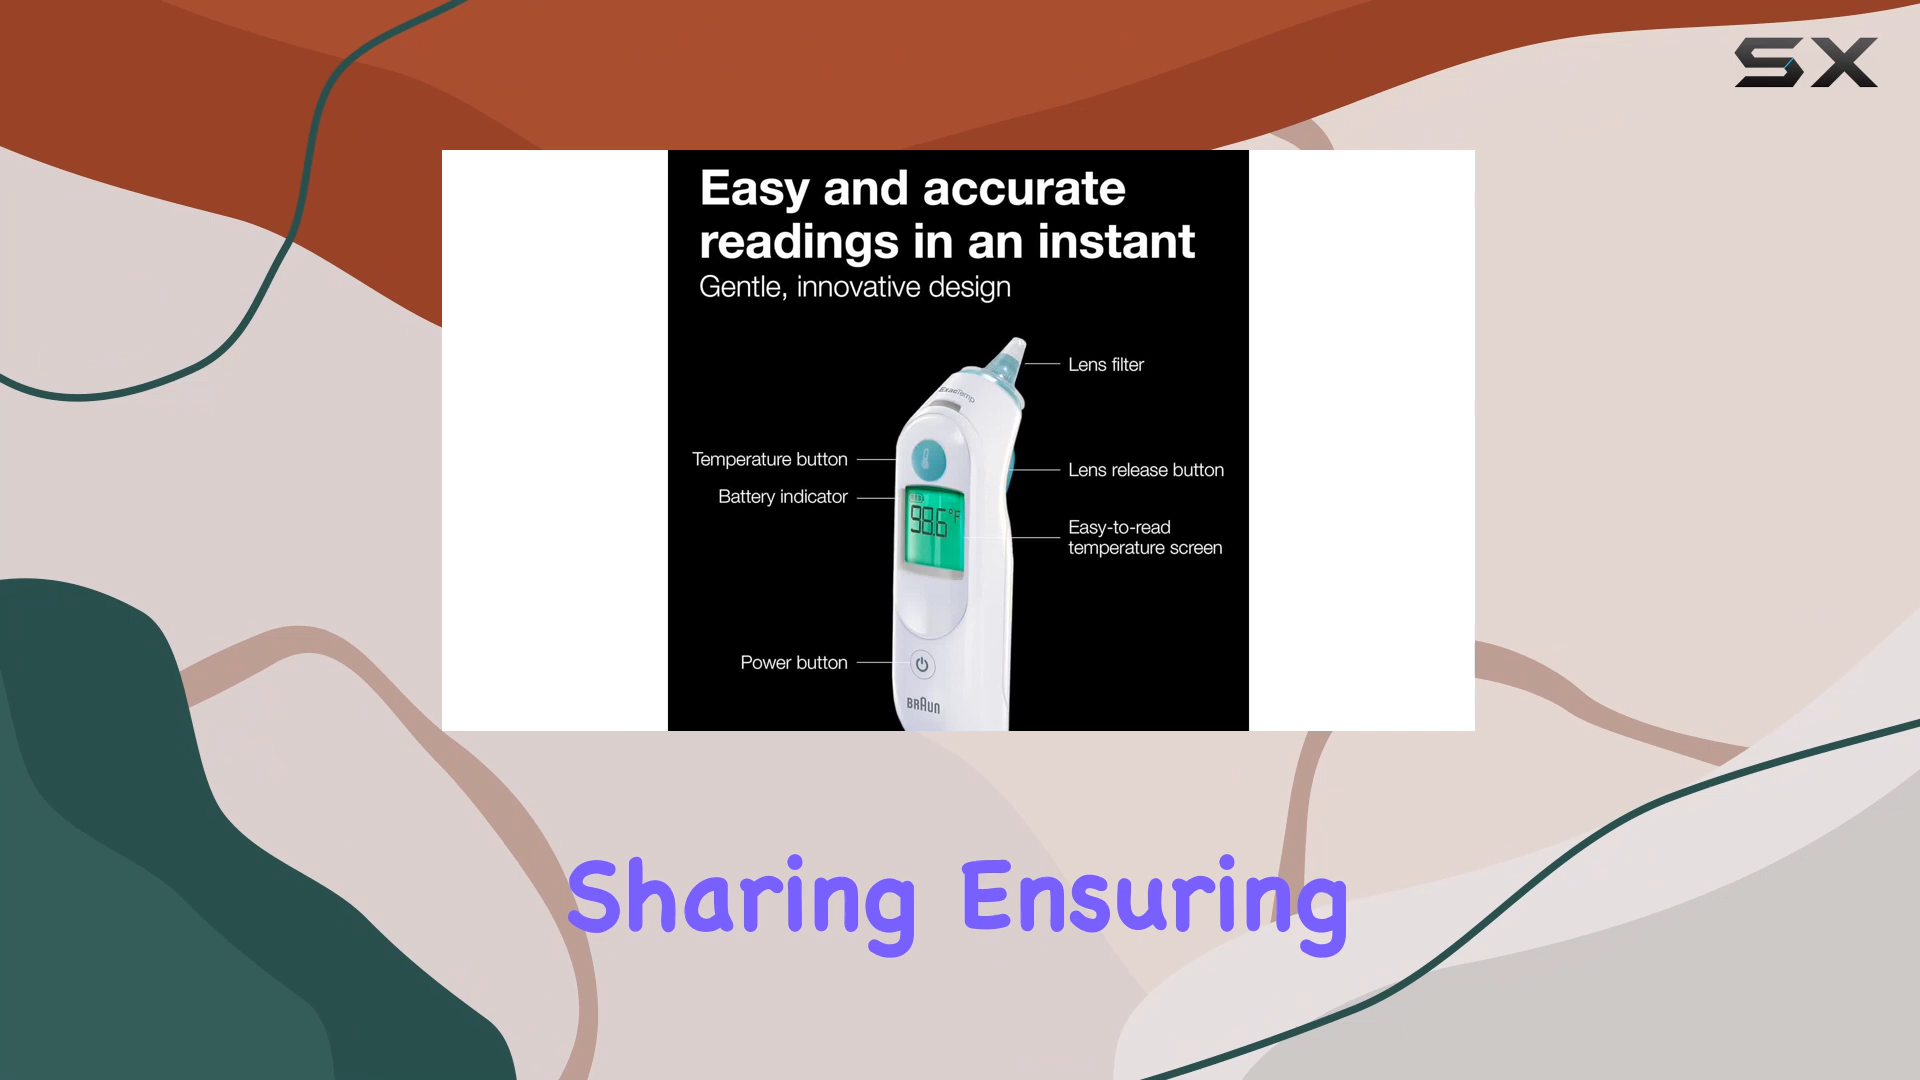 SX
Easy and accurate
readings in an instant
Gentle, innovative design
Lens filter
ExacTemp
Temperature button
Lens release button
Battery indicator
98.6 °F
Easy-to-read
temperature screen
Power button
BRAUN
Sharing Ensuring